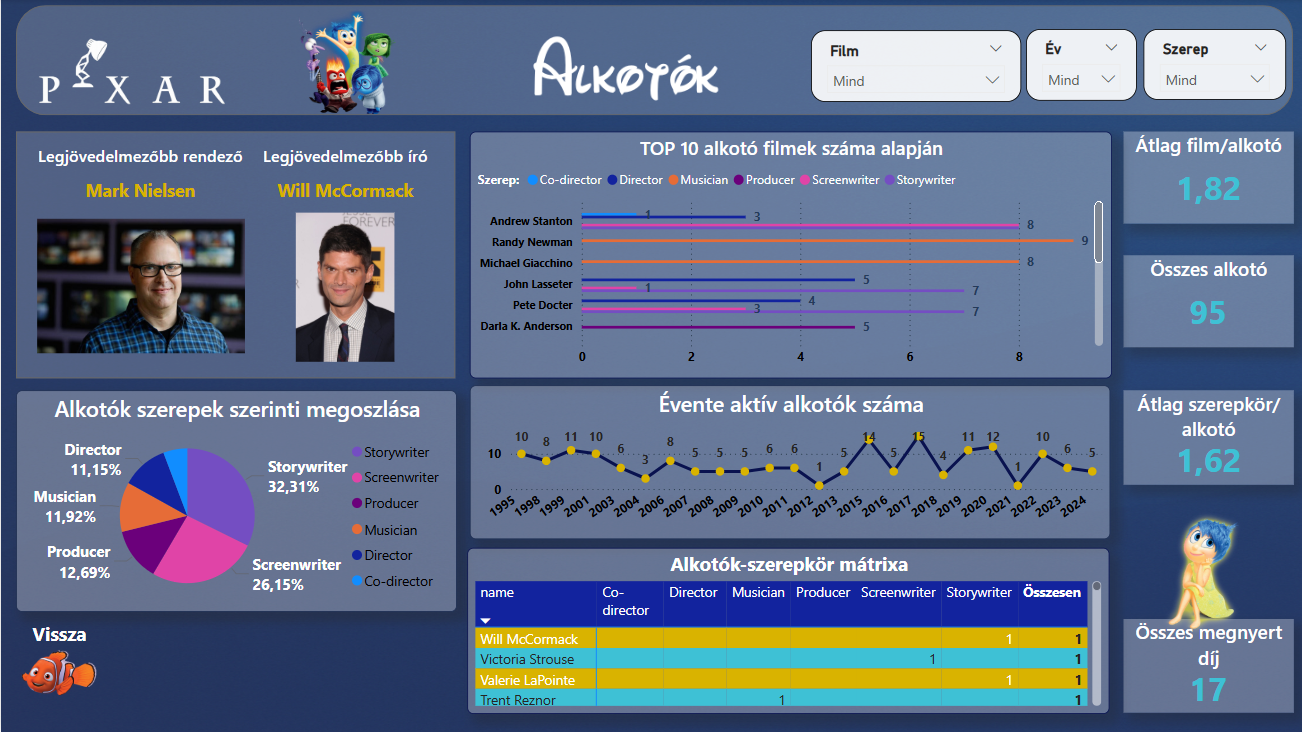 PIXAR
Alkotók
Film
Mind
Év
Mind
Szerep
Mind
Legjövedelmezőbb rendező
Mark Nielsen
Legjövedelmezőbb író
Will McCormack
FOREVER
TOP 10 alkotó filmek száma alapján
Szerep: Co-director Director Musician Producer Screenwriter Storywriter
Andrew Stanton 1 3 8
Randy Newman 9
Michael Giacchino 8
John Lasseter 5 1 7
Pete Docter 4 3 7
Darla K. Anderson 5
0 2 4 6 8
Átlag film/alkotó
1,82
Összes alkotó
95
Átlag szerepkör/
alkotó
1,62
Összes megnyert
díj
17
Alkotók szerepek szerinti megoszlása
Director
11,15%
Musician
11,92%
Producer
12,69%
Storywriter
32,31%
Screenwriter
26,15%
Storywriter
Screenwriter
Producer
Musician
Director
Co-director
Évente aktív alkotók száma
10 8 11 10 6 3 8 5 5 5 6 6 1 5 14 5 15 4 11 12 1 10 6 5
10
0
1995 1998 1999 2001 2003 2004 2006 2007 2008 2009 2010 2011 2012 2013 2015 2016 2017 2018 2019 2020 2021 2022 2023 2024
Alkotók-szerepkör mátrixa
name Co-director Director Musician Producer Screenwriter Storywriter Összesen
Will McCormack 1 1
Victoria Strouse 1 1
Valerie LaPointe 1 1
Trent Reznor 1 1
Vissza